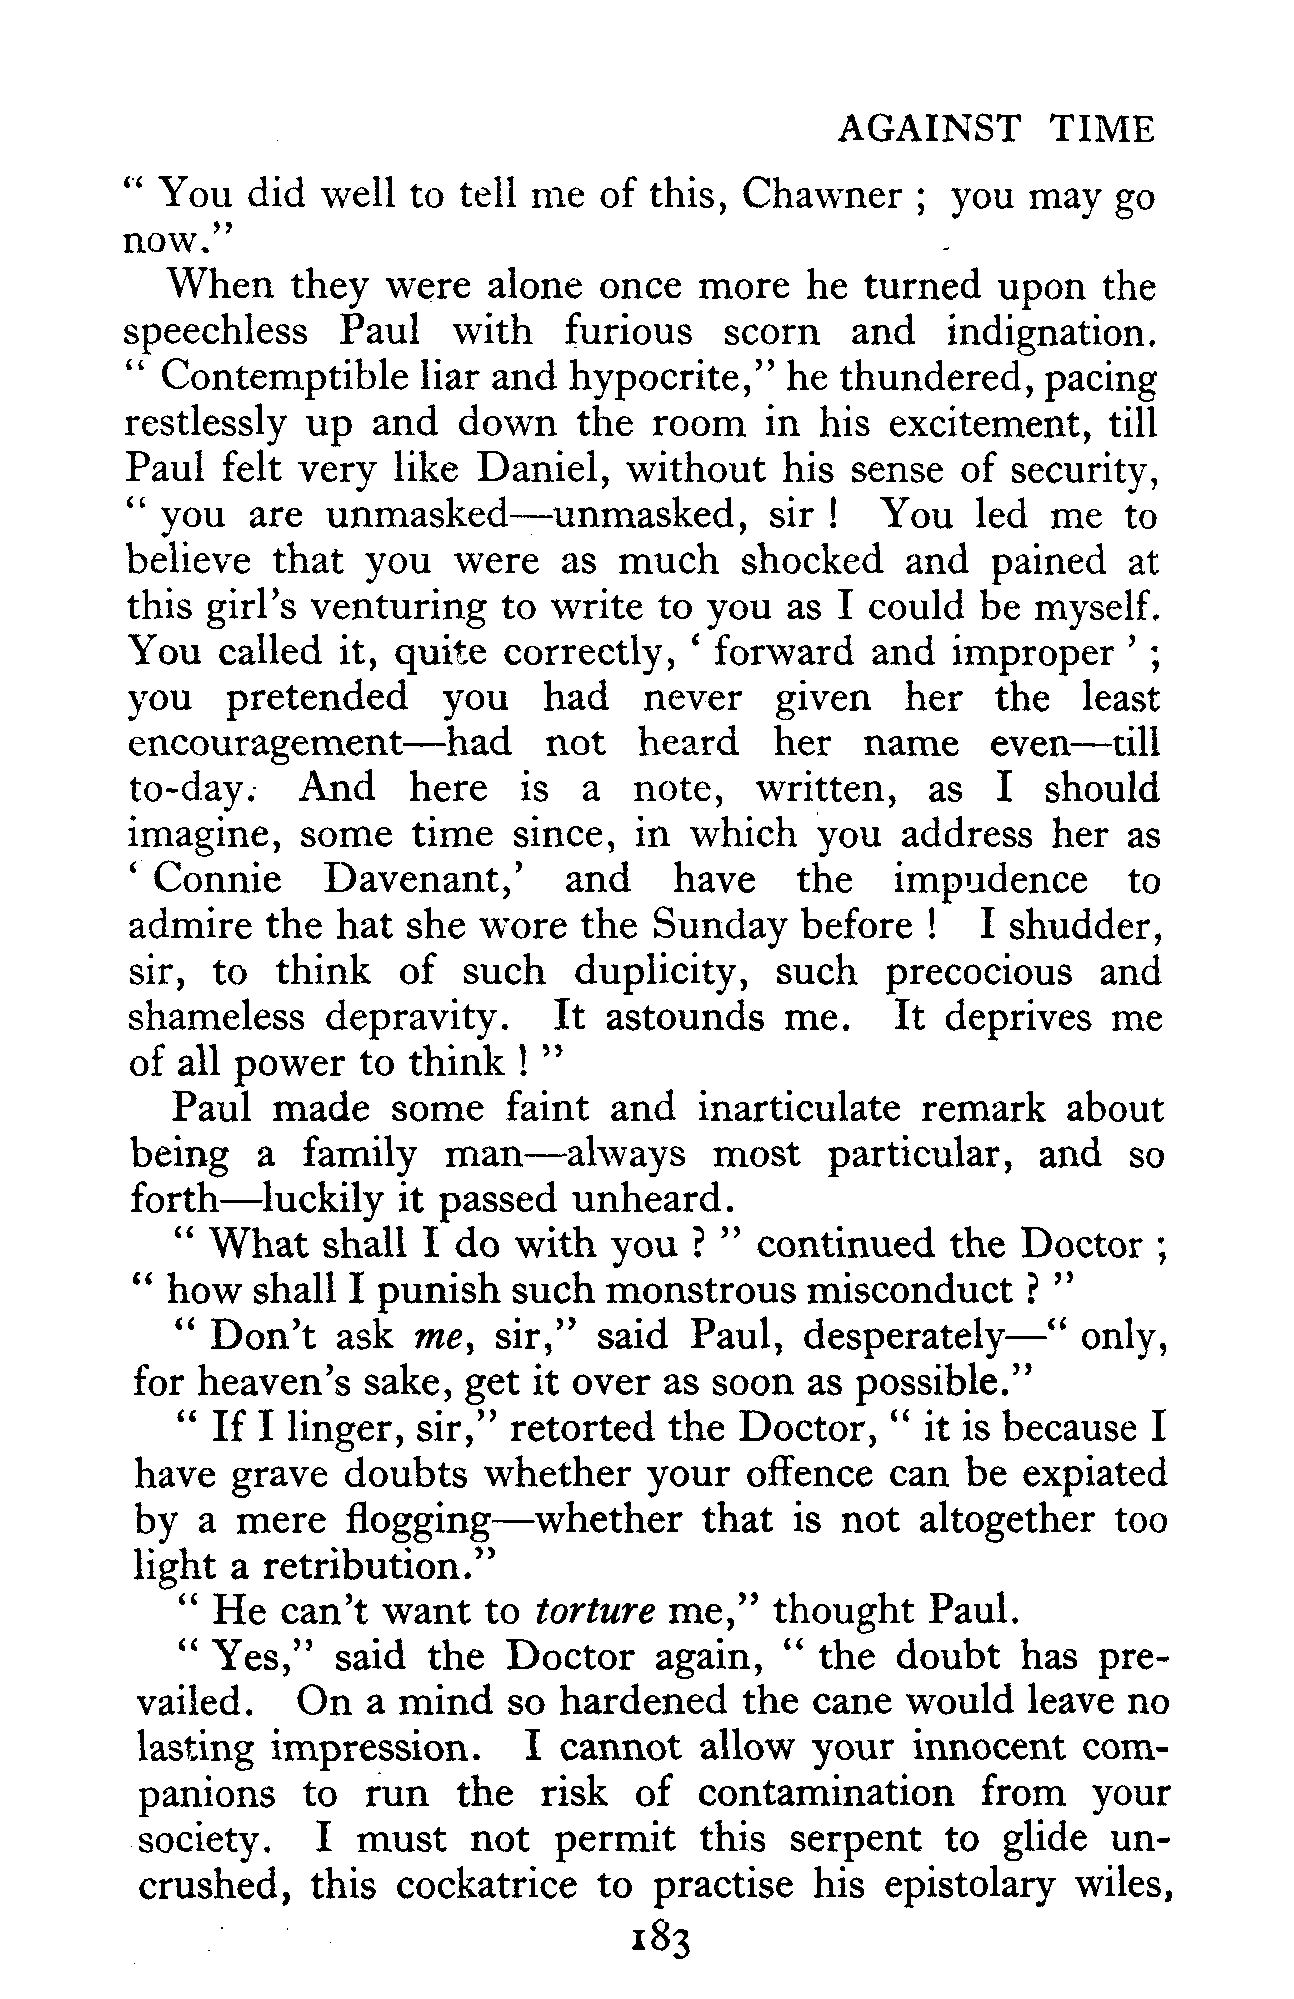 AGAINST TIME
“ You did well to tell me of this, Chawner ; you may go
now.”
When they were alone once more he turned upon the
speechless Paul with furious scorn and indignation.
“ Contemptible liar and hypocrite,” he thundered, pacing
restlessly up and down the room in his excitement, till
Paul felt very like Daniel, without his sense of security,
“ you are unmasked—unmasked, sir ! You led me to
believe that you were as much shocked and pained at
this girl’s venturing to write to you as I could be myself.
You called it, quite correctly, ‘ forward and improper ’ ;
you pretended you had never given her the least
encouragement—had not heard her name even—till
to-day. And here is a note, written, as I should
imagine, some time since, in which you address her as
‘ Connie Davenant,’ and have the impudence to
admire the hat she wore the Sunday before ! I shudder,
sir, to think of such duplicity, such precocious and
shameless depravity. It astounds me. It deprives me
of all power to think ! ”
Paul made some faint and inarticulate remark about
being a family man—always most particular, and so
forth—luckily it passed unheard.
“ What shall I do with you ? ” continued the Doctor ;
“ how shall I punish such monstrous misconduct ? ”
“ Don’t ask me, sir,” said Paul, desperately—“ only,
for heaven’s sake, get it over as soon as possible.”
“ If I linger, sir,” retorted the Doctor, “ it is because I
have grave doubts whether your offence can be expiated
by a mere flogging—whether that is not altogether too
light a retribution.”
“ He can’t want to torture me,” thought Paul.
“ Yes,” said the Doctor again, “ the doubt has pre-
vailed. On a mind so hardened the cane would leave no
lasting impression. I cannot allow your innocent com-
panions to run the risk of contamination from your
society. I must not permit this serpent to glide un-
crushed, this cockatrice to practise his epistolary wiles,
183